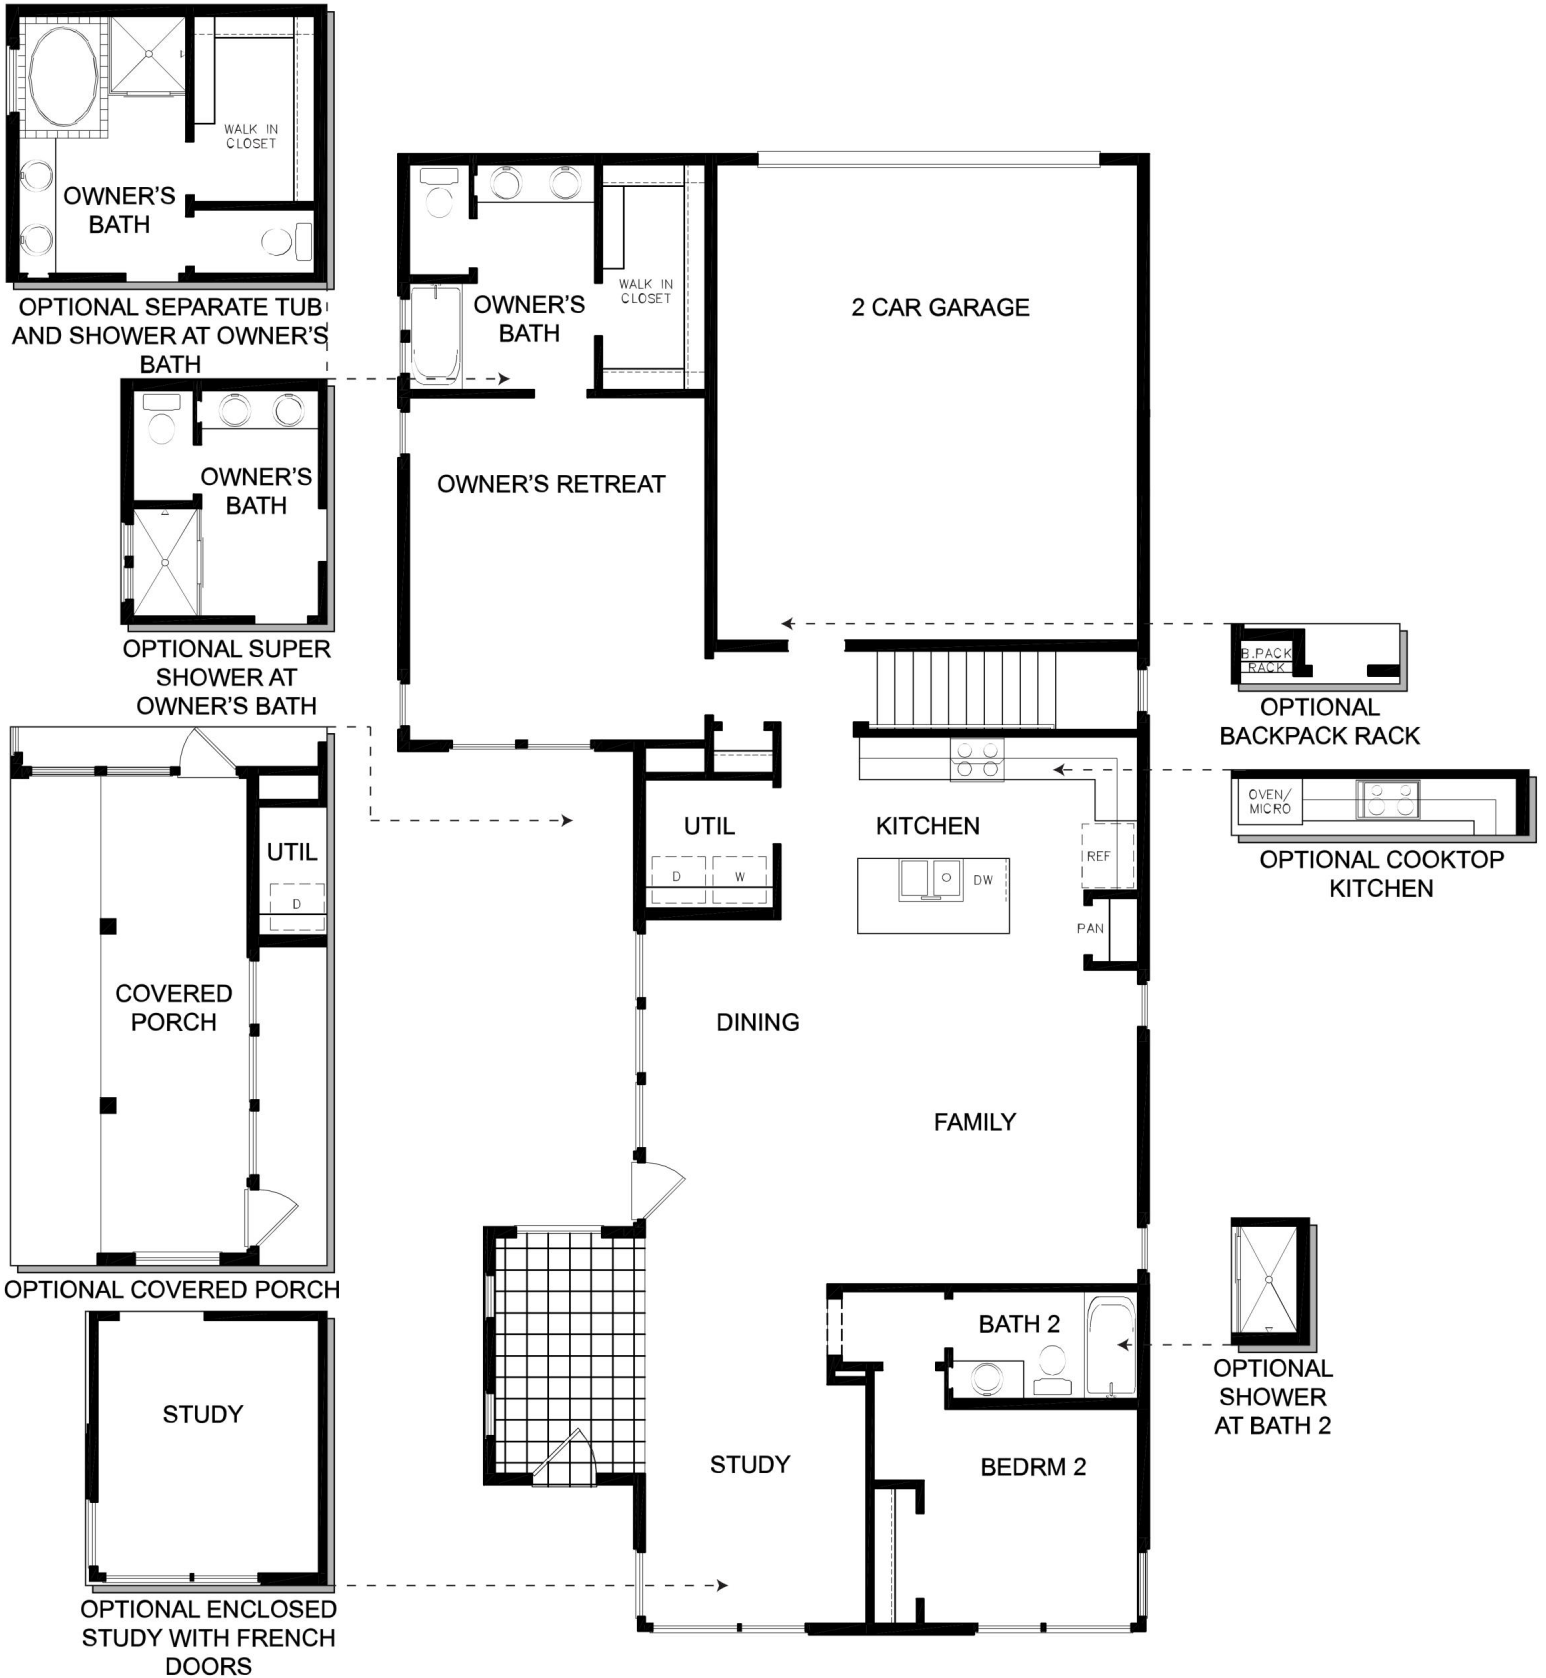 WALK IN
CLOSET
OWNER'S
BATH
OPTIONAL SEPARATE TUB
AND SHOWER AT OWNER'S
BATH
OWNER'S
BATH
OPTIONAL SUPER
SHOWER AT
OWNER'S BATH
UTIL
D
COVERED
PORCH
OPTIONAL COVERED PORCH
STUDY
OPTIONAL ENCLOSED
STUDY WITH FRENCH
DOORS
OWNER'S
BATH
WALK IN
CLOSET
2 CAR GARAGE
OWNER'S RETREAT
UTIL
D
W
KITCHEN
REF
DW
PAN
DINING
FAMILY
BATH 2
STUDY
BEDRM 2
B.PACK
RACK
OPTIONAL
BACKPACK RACK
OVEN/
MICRO
OPTIONAL COOKTOP
KITCHEN
OPTIONAL
SHOWER
AT BATH 2